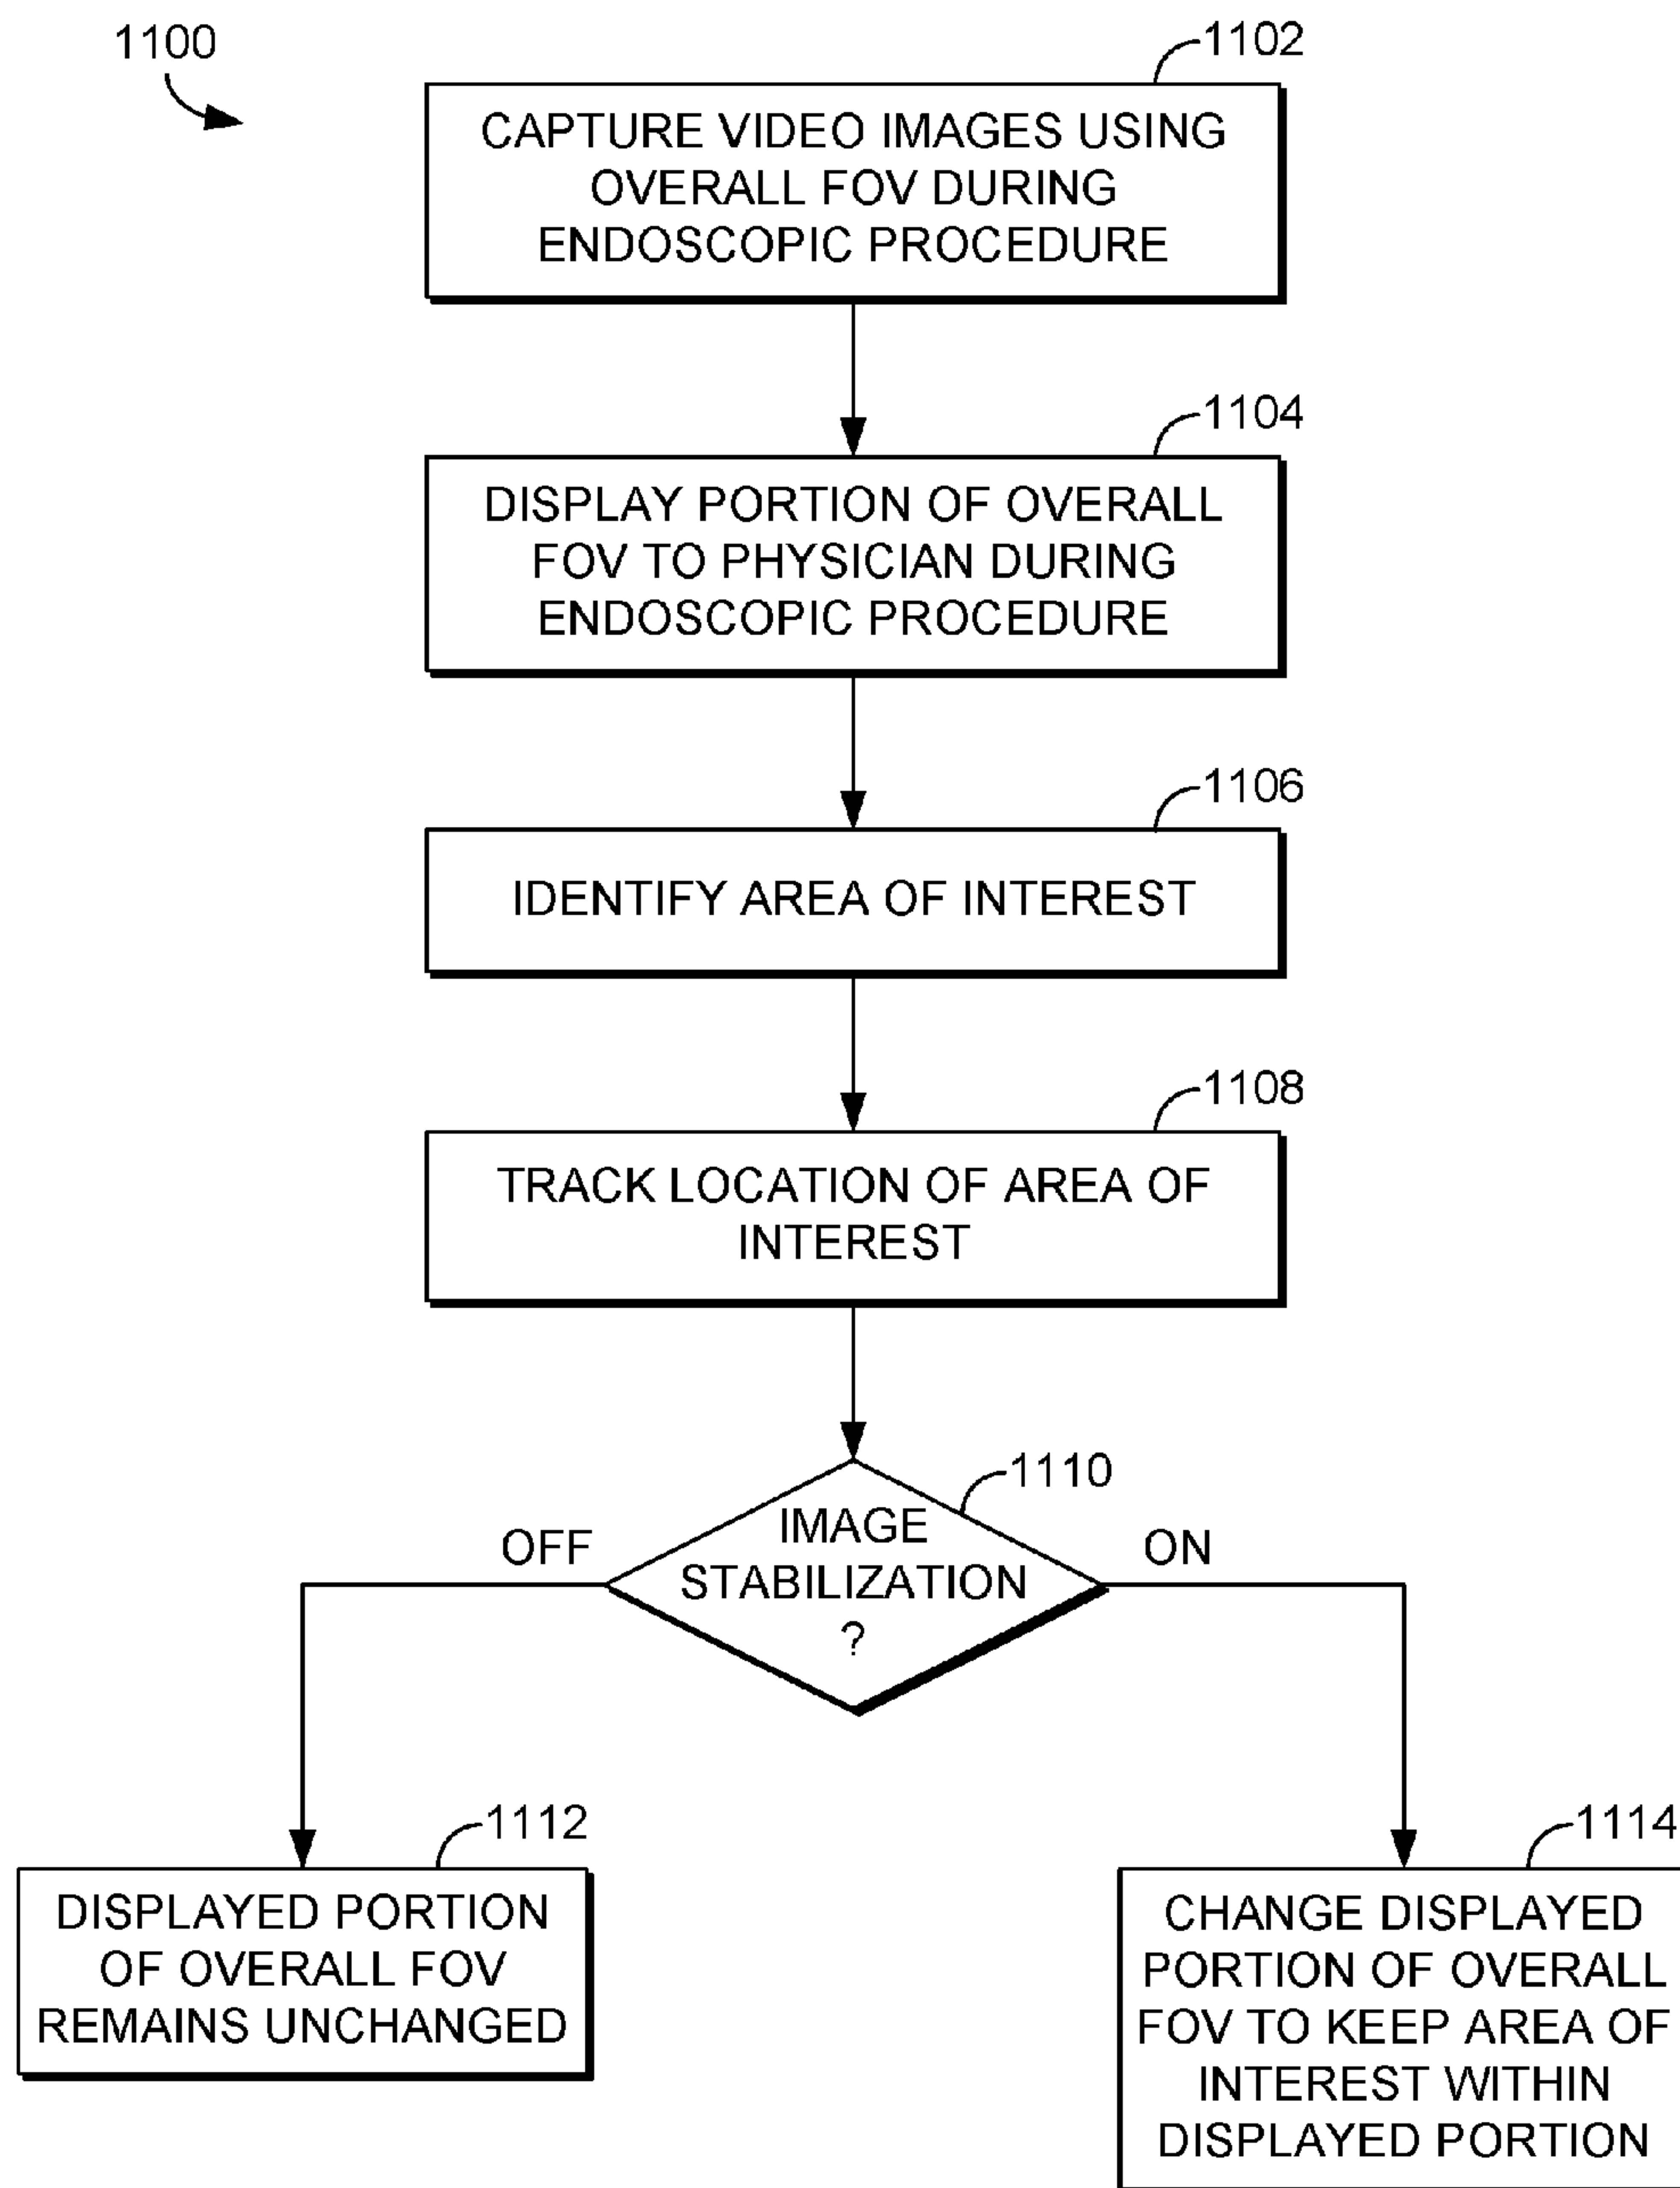 1100
1102
CAPTURE VIDEO IMAGES USING
OVERALL FOV DURING
ENDOSCOPIC PROCEDURE
1104
DISPLAY PORTION OF OVERALL
FOV TO PHYSICIAN DURING
ENDOSCOPIC PROCEDURE
1106
IDENTIFY AREA OF INTEREST
1108
TRACK LOCATION OF AREA OF
INTEREST
1110
IMAGE
STABILIZATION
?
OFF
ON
1112
DISPLAYED PORTION
OF OVERALL FOV
REMAINS UNCHANGED
1114
CHANGE DISPLAYED
PORTION OF OVERALL
FOV TO KEEP AREA OF
INTEREST WITHIN
DISPLAYED PORTION